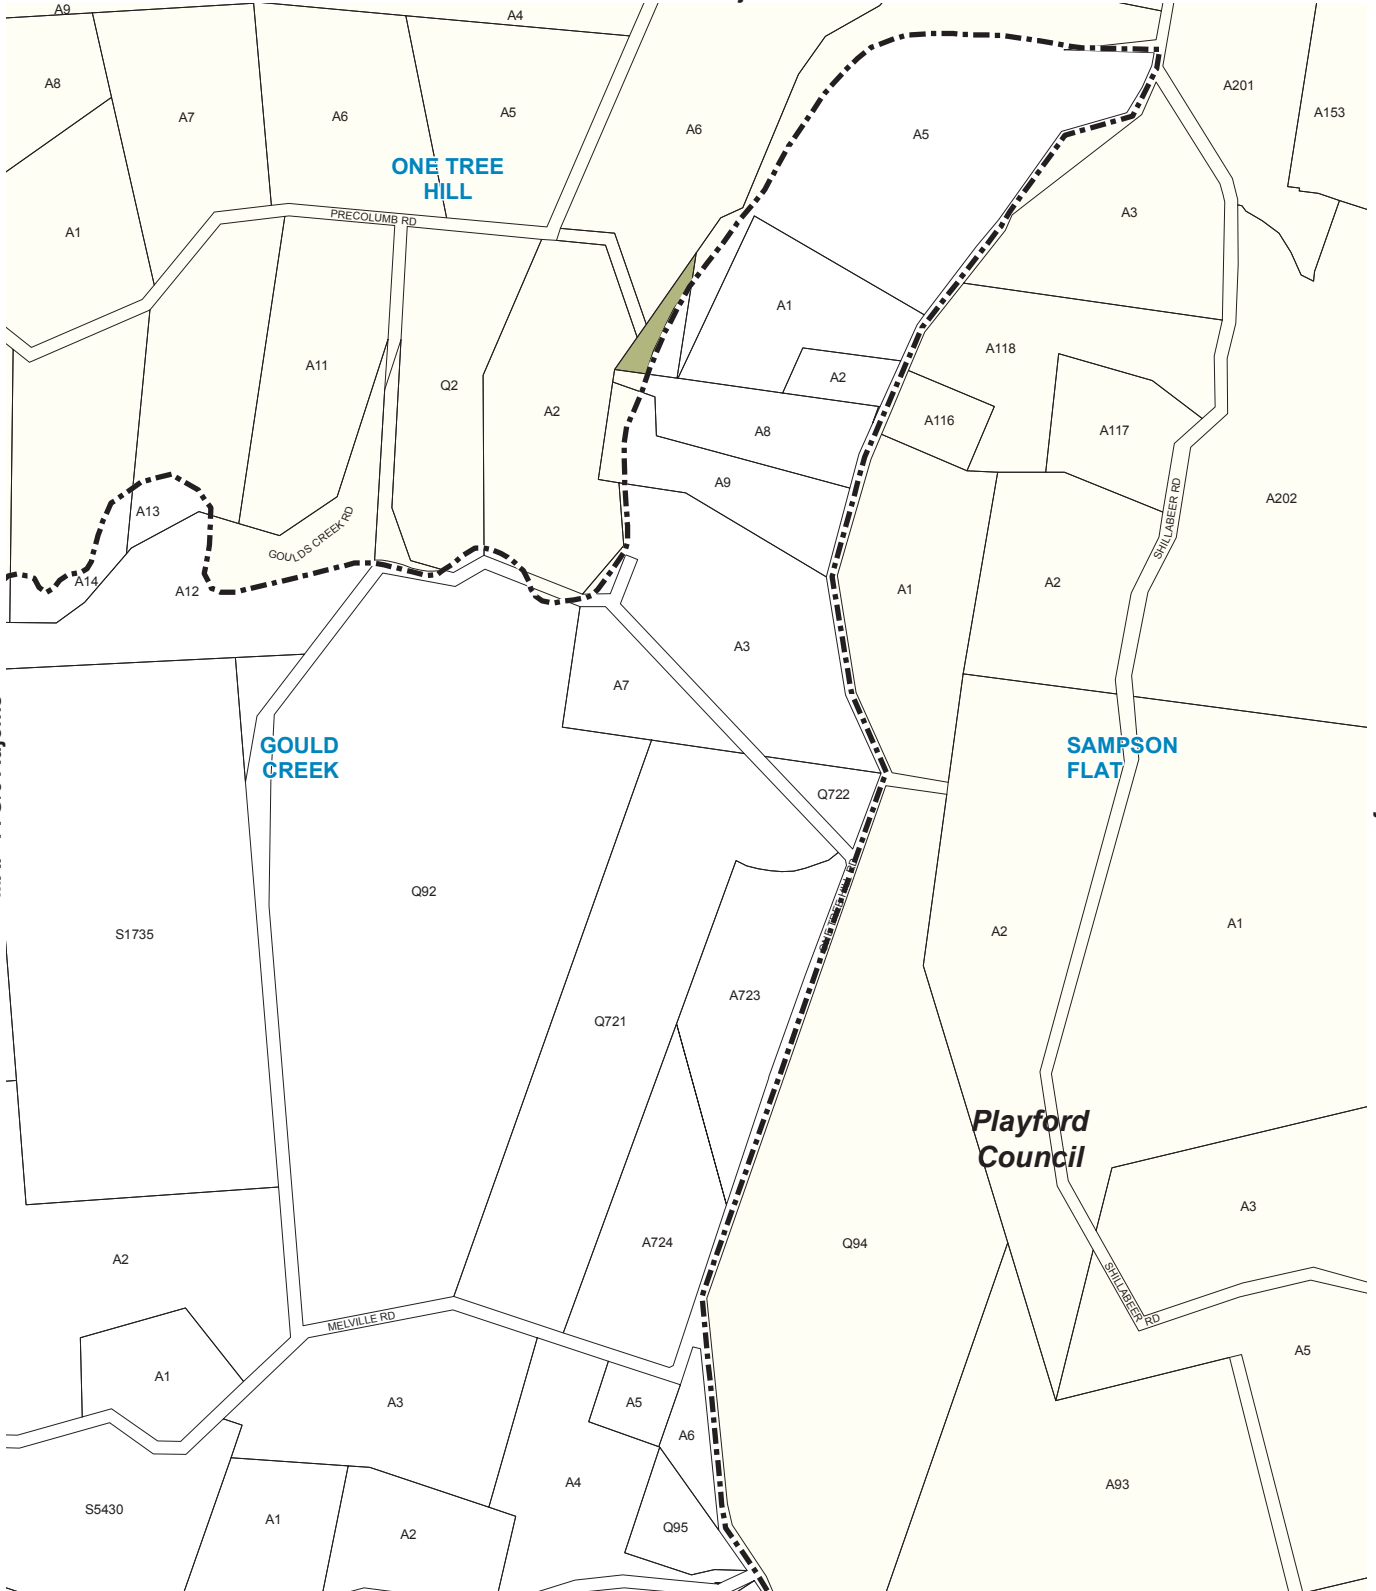 A9
A4
A8
A7
A6
A5
A6
A5
A201
A153
ONE TREE
HILL
PRECOLUMB RD
A1
A3
A1
A11
Q2
A2
A118
A2
A116
A117
A8
A9
A202
SHILLABEER RD
A13
GOULDS CREEK RD
A14
A12
A1
A2
A3
A7
GOULD
CREEK
SAMPSON
FLAT
Q722
Q92
RD
S1735
A2
A1
A723
Q721
Playford
Council
A3
A724
Q94
A2
SHILLABEER RD
MELVILLE RD
A5
A1
A3
A5
A6
A4
A93
S5430
A1
A2
Q95